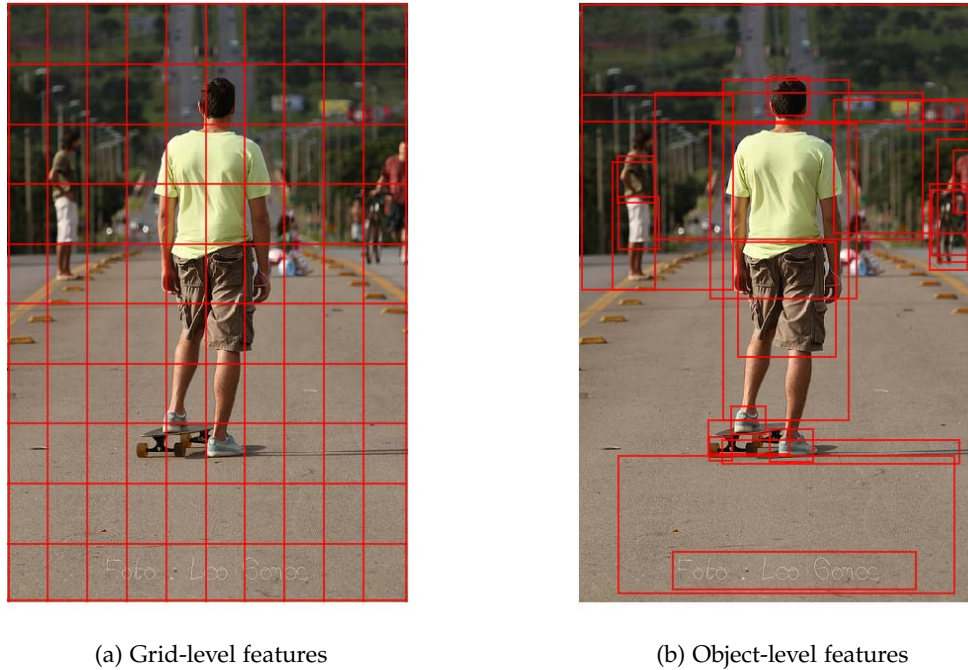 Foto . Leo Gomes
Foto . Leo Gomes
(a) Grid-level features
(b) Object-level features